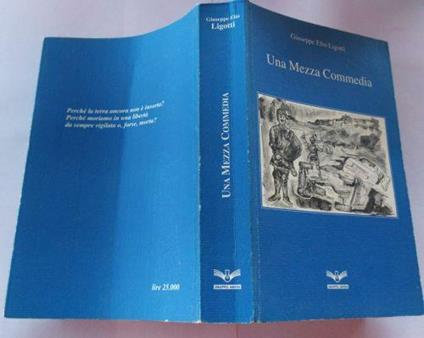 Perché la terra ancora non è isterta?
Perché moriamo in una libertà
da sempre vigilata o, forse, morta?
lire 25.000
Giuseppe Elio
Ligotti
UNA MEZZA COMMEDIA
Giuseppe Elio Ligotti
Una Mezza Commedia